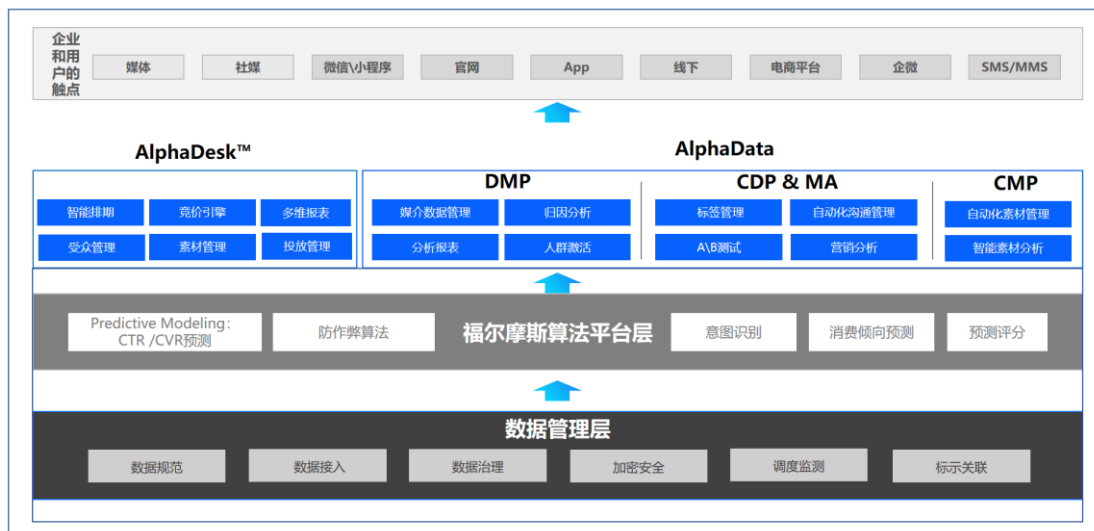 企业
和用
户的
触点
媒体
社媒
微信\小程序
官网
App
线下
电商平台
企微
SMS/MMS
AlphaDesk™
AlphaData
智能排期
竞价引擎
多维报表
受众管理
素材管理
投放管理
DMP
媒介数据管理
归因分析
分析报表
人群激活
CDP & MA
标签管理
自动化沟通管理
A\B测试
营销分析
CMP
自动化素材管理
智能素材分析
Predictive Modeling:
CTR /CVR预测
防作弊算法
福尔摩斯算法平台层
意图识别
消费倾向预测
预测评分
数据管理层
数据规范
数据接入
数据治理
加密安全
调度监测
标示关联